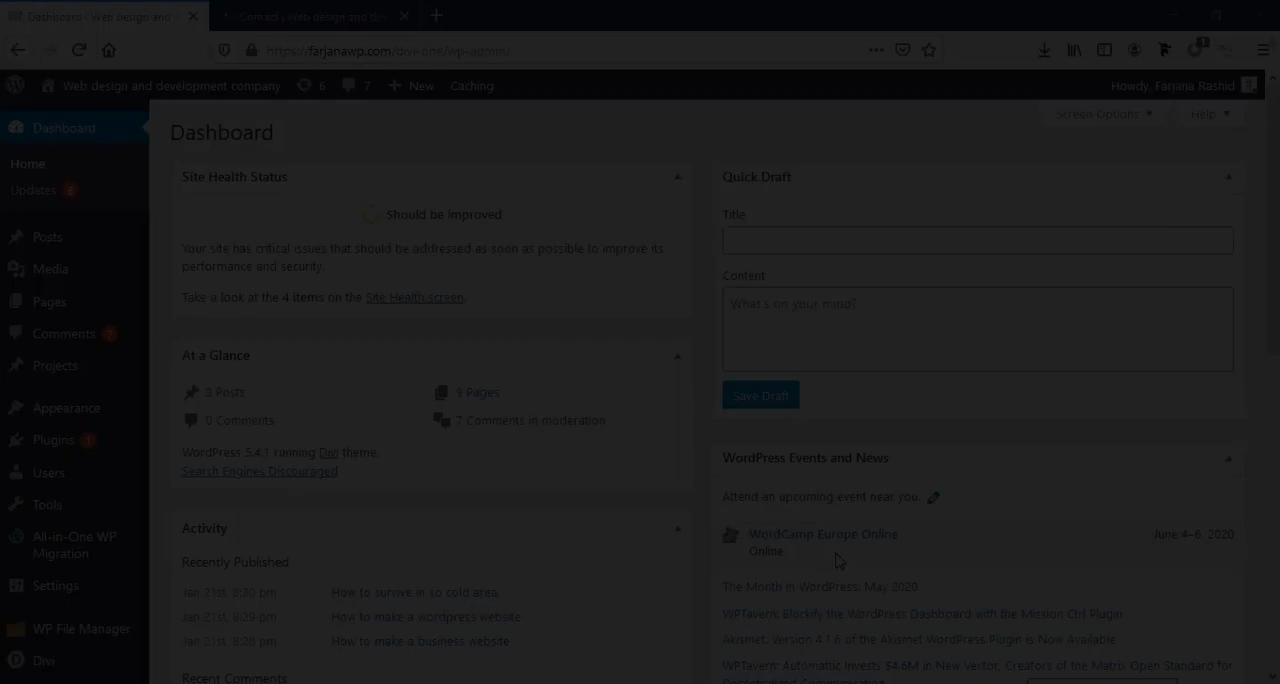 Dashboard ‹ Web design and
Contact | Web design and dev
https://farjanawp.com/divi-one/wp-admin/
Web design and development company
6
7
New
Caching
Howdy, Farjana Rashid
Dashboard
Home
Updates 6
Posts
Media
Pages
Comments 7
Projects
Appearance
Plugins 1
Users
Tools
All-in-One WP
Migration
Settings
WP File Manager
Divi
Screen Options
Help
Dashboard
Site Health Status
Should be improved
Your site has critical issues that should be addressed as soon as possible to improve its
performance and security.
Take a look at the 4 items on the Site Health screen.
At a Glance
3 Posts
9 Pages
0 Comments
7 Comments in moderation
WordPress 5.4.1 running Divi theme.
Search Engines Discouraged
Activity
Recently Published
Jan 21st, 8:30 pm How to survive in so cold area
Jan 21st, 8:29 pm How to make a wordpress website
Jan 21st, 8:28 pm How to make a business website
Recent Comments
Quick Draft
Title
Content
What's on your mind?
Save Draft
WordPress Events and News
Attend an upcoming event near you.
WordCamp Europe Online
June 4–6, 2020
Online
The Month in WordPress: May 2020
WPTavern: Blockify the WordPress Dashboard with the Mission Ctrl Plugin
Akismet: Version 4.1.6 of the Akismet WordPress Plugin is Now Available
WPTavern: Automattic Invests $4.6M in New Vector, Creators of the Matrix Open Standard for
Decentralized Communication